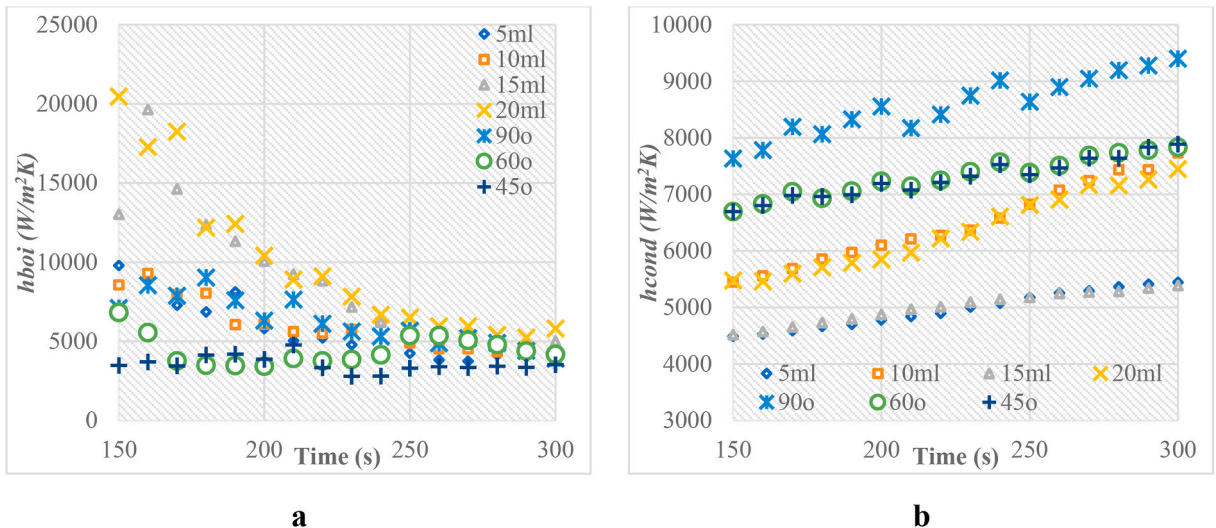 25000
20000
15000
10000
5000
0
hboi (W/m²K)
5ml
10ml
15ml
20ml
90o
60o
45o
150 200 250 300
Time (s)
a
10000
9000
8000
7000
6000
5000
4000
3000
hcond (W/m²K)
5ml 10ml 15ml 20ml
90o 60o 45o
150 200 250 300
Time (s)
b